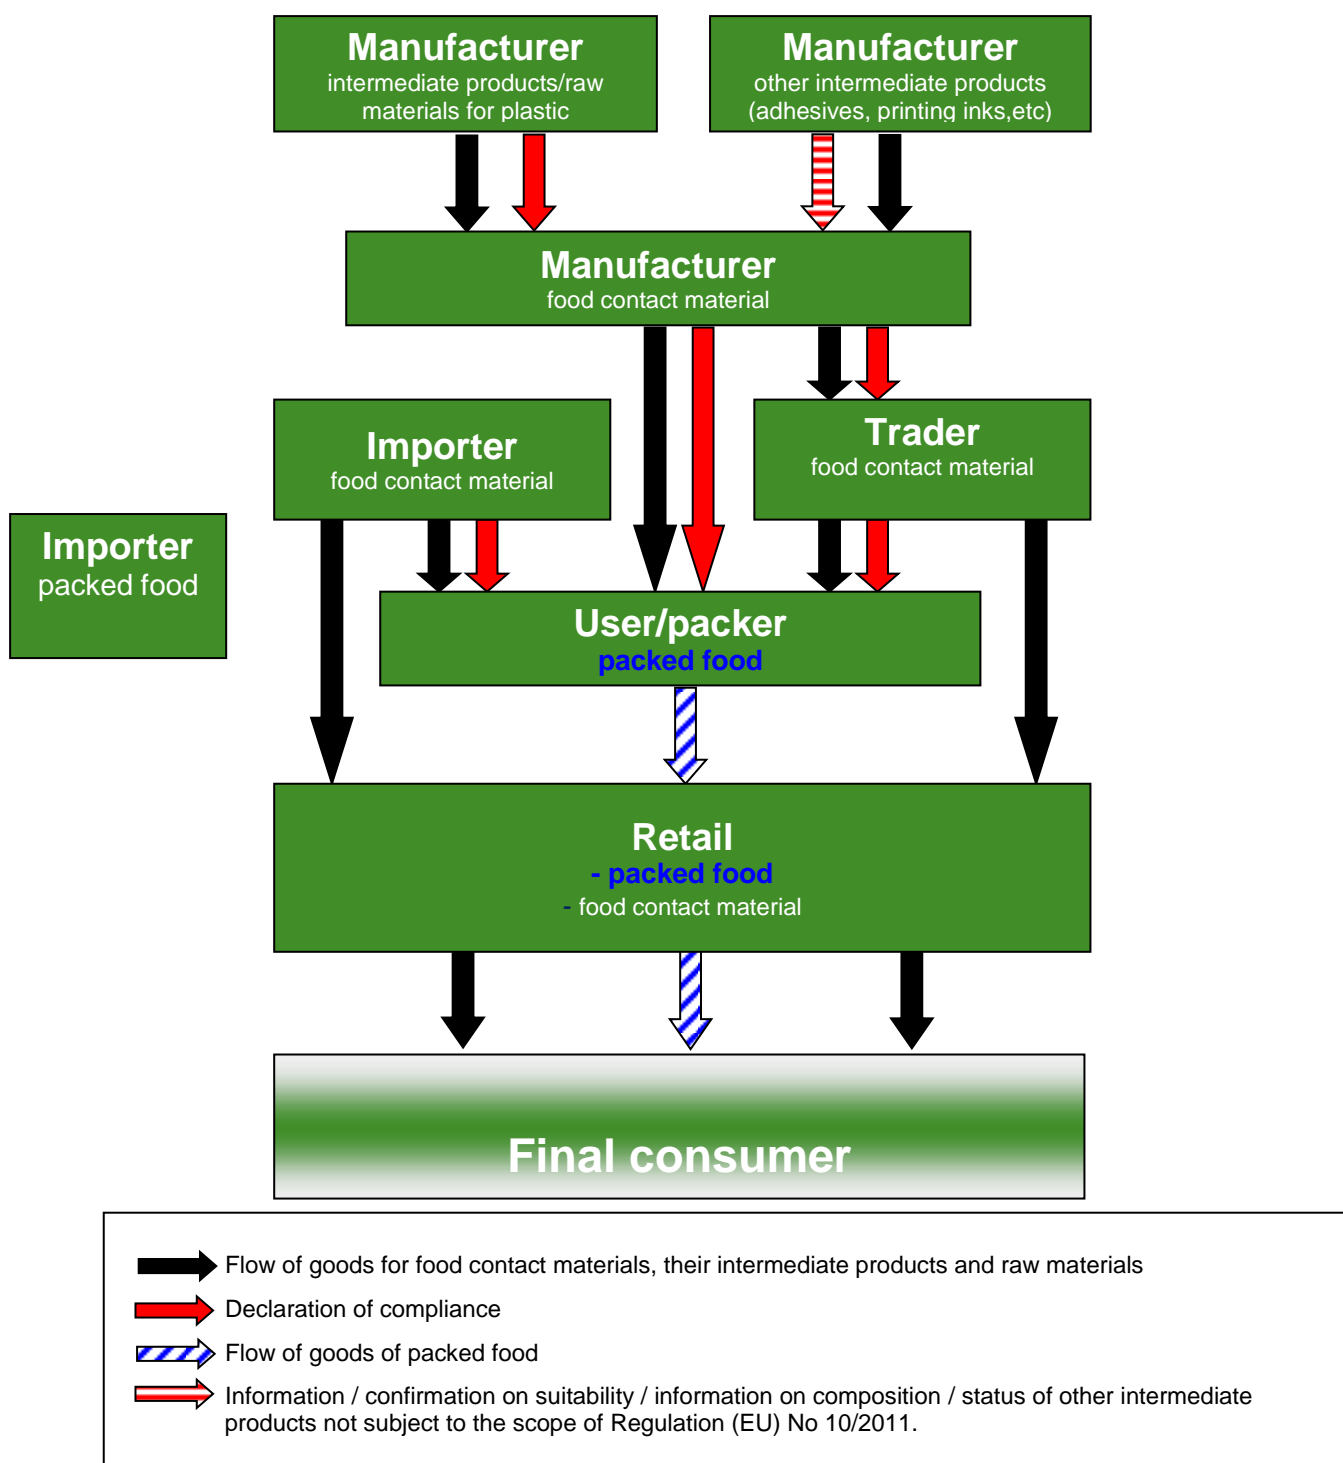 Manufacturer
intermediate products/raw
materials for plastic
Manufacturer
other intermediate products
(adhesives, printing inks,etc)
Manufacturer
food contact material
Importer
food contact material
Trader
food contact material
Importer
packed food
User/packer
packed food
Retail
- packed food
- food contact material
Final consumer
Flow of goods for food contact materials, their intermediate products and raw materials
Declaration of compliance
Flow of goods of packed food
Information / confirmation on suitability / information on composition / status of other intermediate
products not subject to the scope of Regulation (EU) No 10/2011.